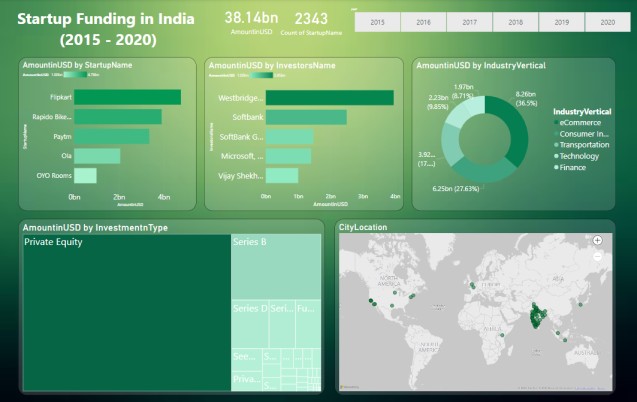 Startup Funding in India
(2015 - 2020)
38.14bn
AmountinUSD
2343
Count of StartupName
2015
2016
2017
2018
2019
2020
AmountinUSD by StartupName
AmountinUSD
Flipkart
Rapido Bike...
Paytm
Ola
OYO Rooms
StartupName
0bn
2bn
4bn
AmountinUSD
AmountinUSD by InvestorsName
AmountinUSD
Westbridge...
Softbank
SoftBank G...
Microsoft, ...
Vijay Shekh...
InvestorsName
0bn
1bn
2bn
3bn
4bn
AmountinUSD
AmountinUSD by IndustryVertical
8.26bn
(36.5%)
6.25bn (27.63%)
3.92...
(17....)
2.23bn
(9.85%)
1.97bn
(8.71%)
IndustryVertical
eCommerce
Consumer In...
Transportation
Technology
Finance
AmountinUSD by InvestmentnType
Private Equity
Series B
Series D
Seri...
Fu...
See...
S...
Priva...
CityLocation
NORTH
AMERICA
SOUTH
AMERICA
EUROPE
ASIA
AFRICA
AUSTRALI